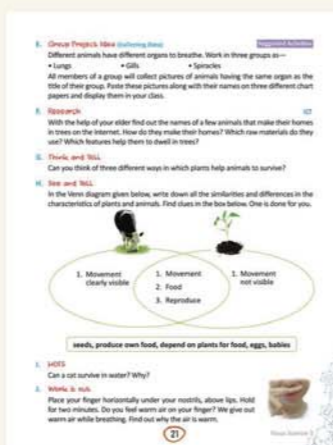 E. Group Project Idea (Collecting Data)
Suggested Activities
Different animals have different organs to breathe. Work in three groups as—
• Lungs • Gills • Spiracles
All members of a group will collect pictures of animals having the same organ as the
title of their group. Paste these pictures along with their names on three different chart
papers and display them in your class.
F. Research
ICT
With the help of your elder find out the names of a few animals that make their homes
in trees on the internet. How do they make their homes? Which raw materials do they
use? Which features help them to dwell in trees?
G. Think and Tell
Can you think of three different ways in which plants help animals to survive?
H. See and Tell
In the Venn diagram given below, write down all the similarities and differences in the
characteristics of plants and animals. Find clues in the box below. One is done for you.
1. Movement
clearly visible
1. Movement
2. Food
3. Reproduce
1. Movement
not visible
seeds, produce own food, depend on plants for food, eggs, babies
I. HOTS
Can a cat survive in water? Why?
J. Work it out
Place your finger horizontally under your nostrils, above lips. Hold
for two minutes. Do you feel warm air on your finger? We give out
warm air while breathing. Find out why the air is warm.
21
Science 3